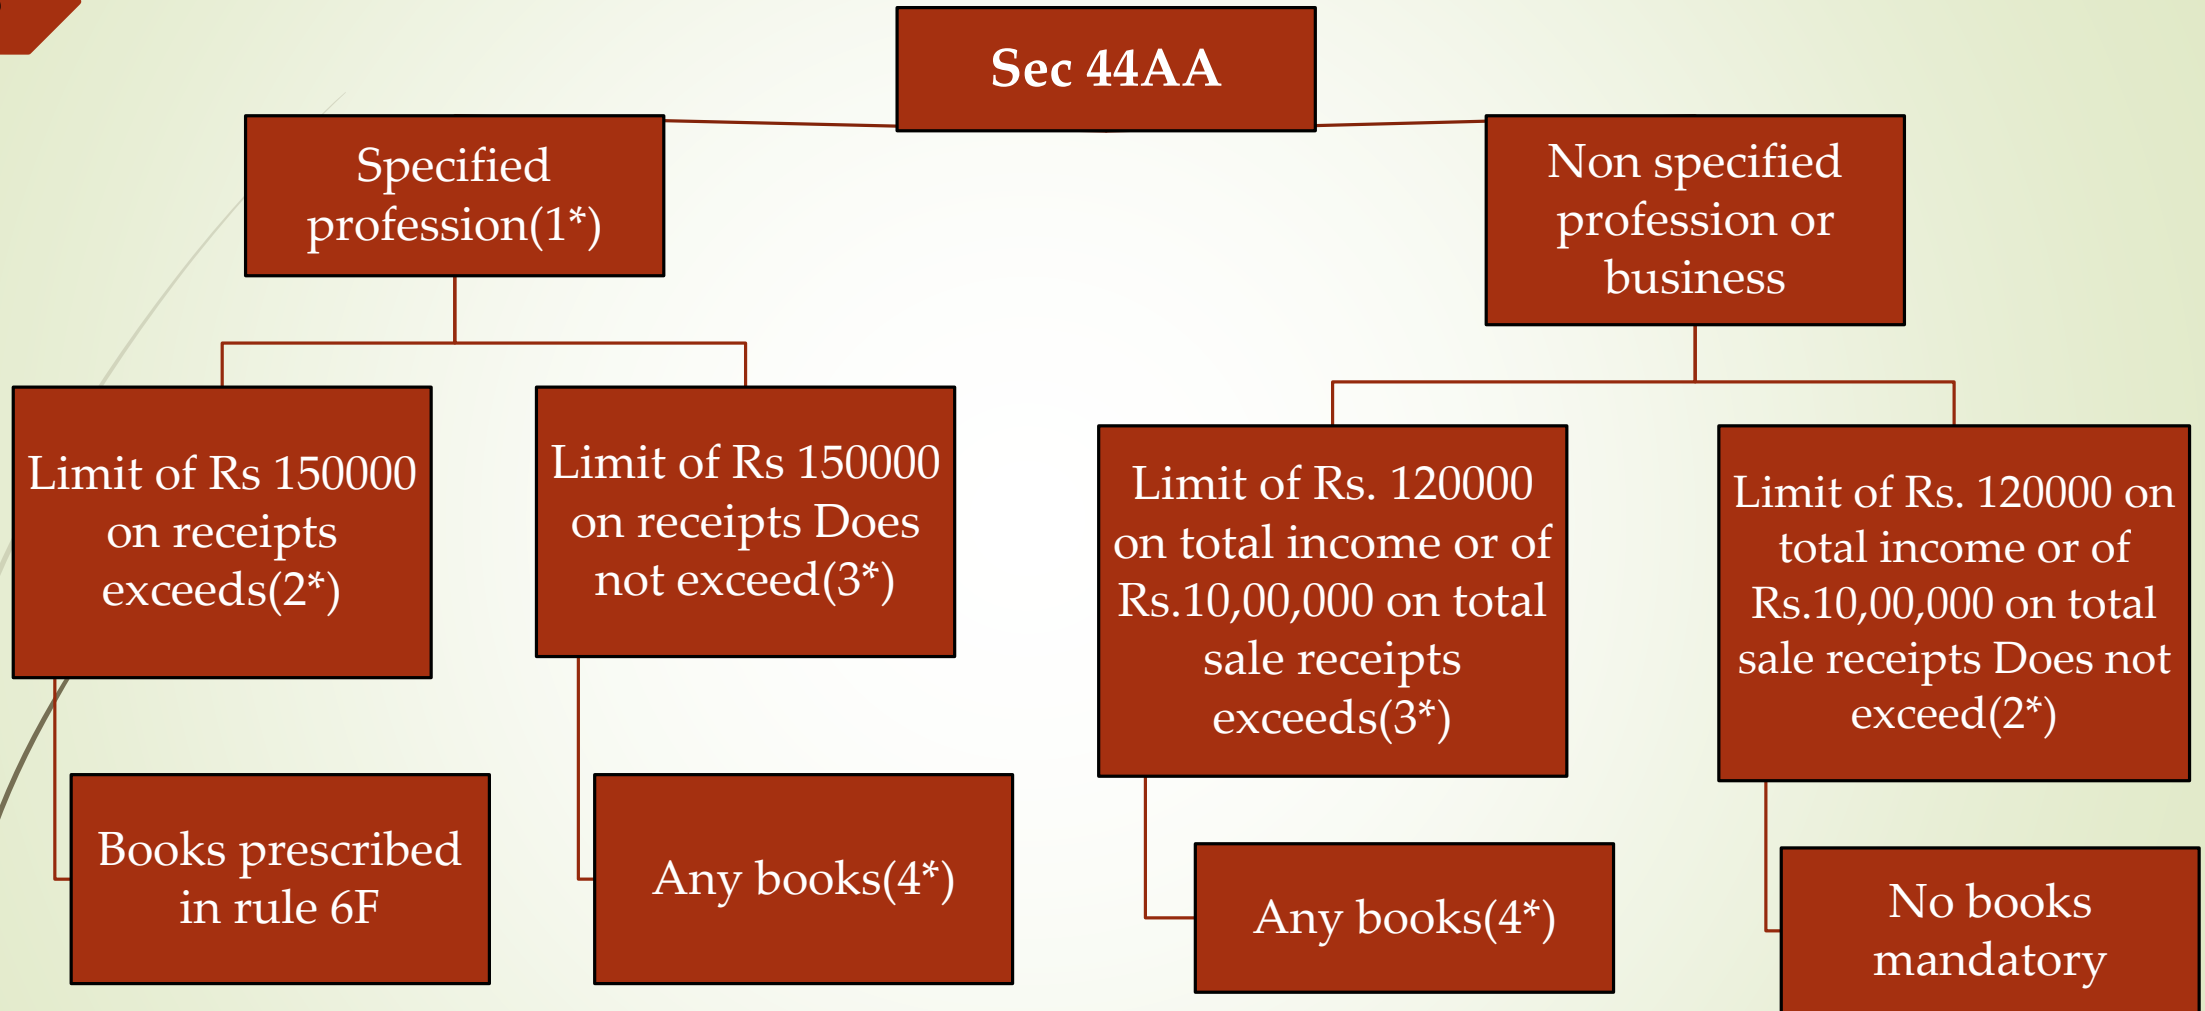 Sec 44AA
Specified
profession(1*)
Non specified
profession or
business
Limit of Rs 150000
on receipts
exceeds(2*)
Limit of Rs 150000
on receipts Does
not exceed(3*)
Limit of Rs. 120000
on total income or of
Rs.10,00,000 on total
sale receipts
exceeds(3*)
Limit of Rs. 120000 on
total income or of
Rs.10,00,000 on total
sale receipts Does not
exceed(2*)
Books prescribed
in rule 6F
Any books(4*)
Any books(4*)
No books
mandatory